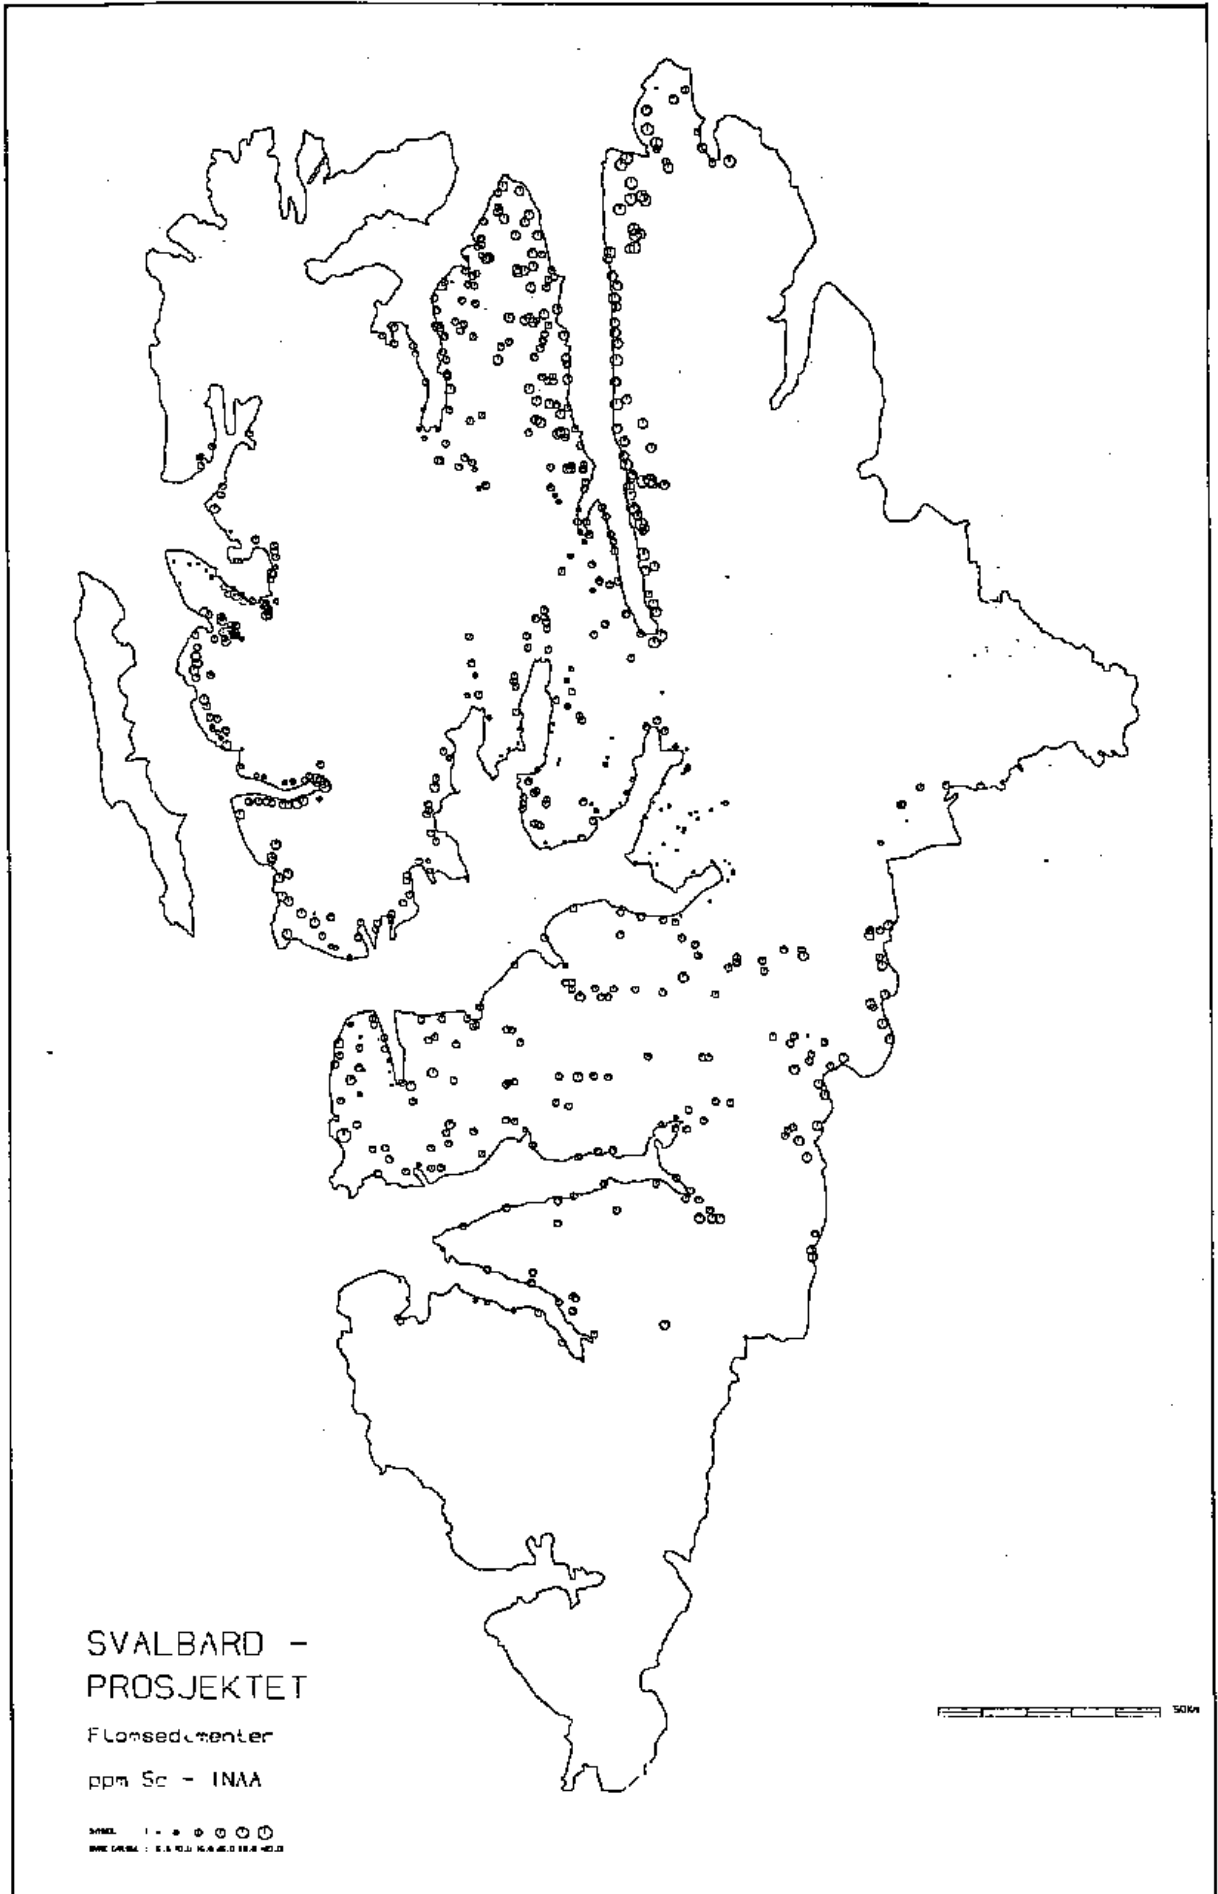 SVALBARD -
PROSJEKTET
Flomsedimenter
ppm Sc - INAA
50KM